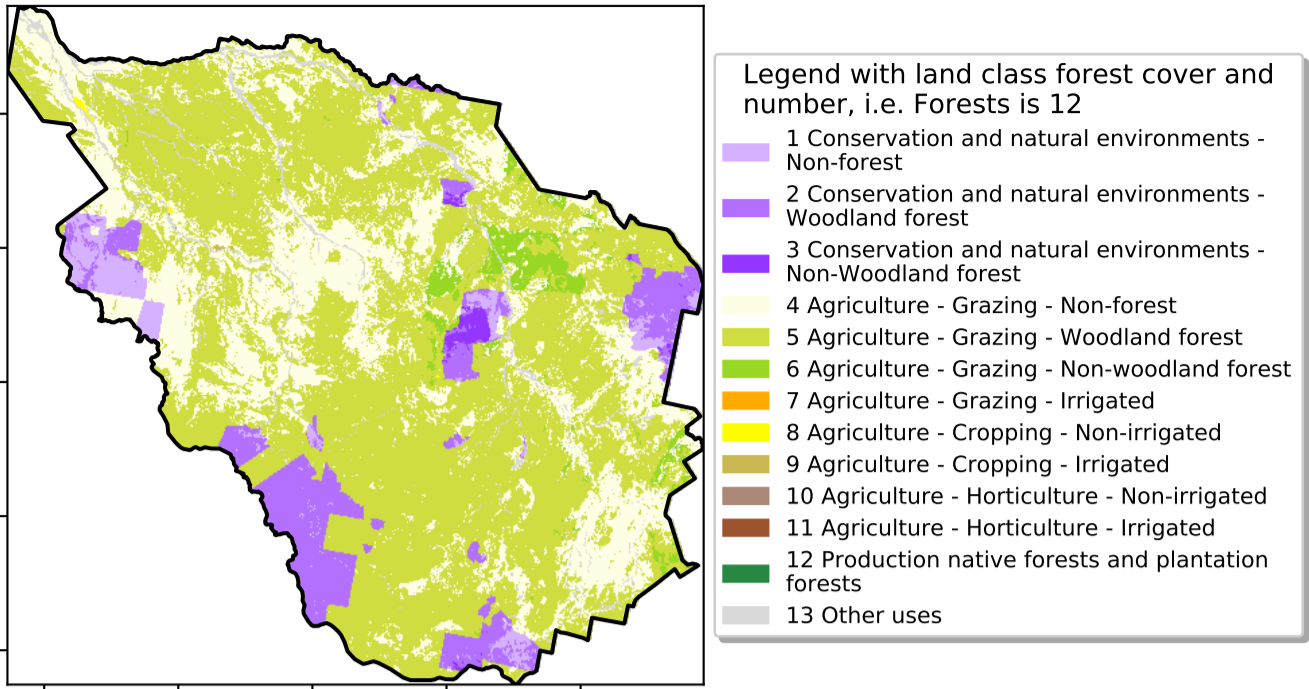 Legend with land class forest cover and
number, i.e. Forests is 12
1 Conservation and natural environments -
Non-forest
2 Conservation and natural environments -
Woodland forest
3 Conservation and natural environments -
Non-Woodland forest
4 Agriculture - Grazing - Non-forest
5 Agriculture - Grazing - Woodland forest
6 Agriculture - Grazing - Non-woodland forest
7 Agriculture - Grazing - Irrigated
8 Agriculture - Cropping - Non-irrigated
9 Agriculture - Cropping - Irrigated
10 Agriculture - Horticulture - Non-irrigated
11 Agriculture - Horticulture - Irrigated
12 Production native forests and plantation
forests
13 Other uses